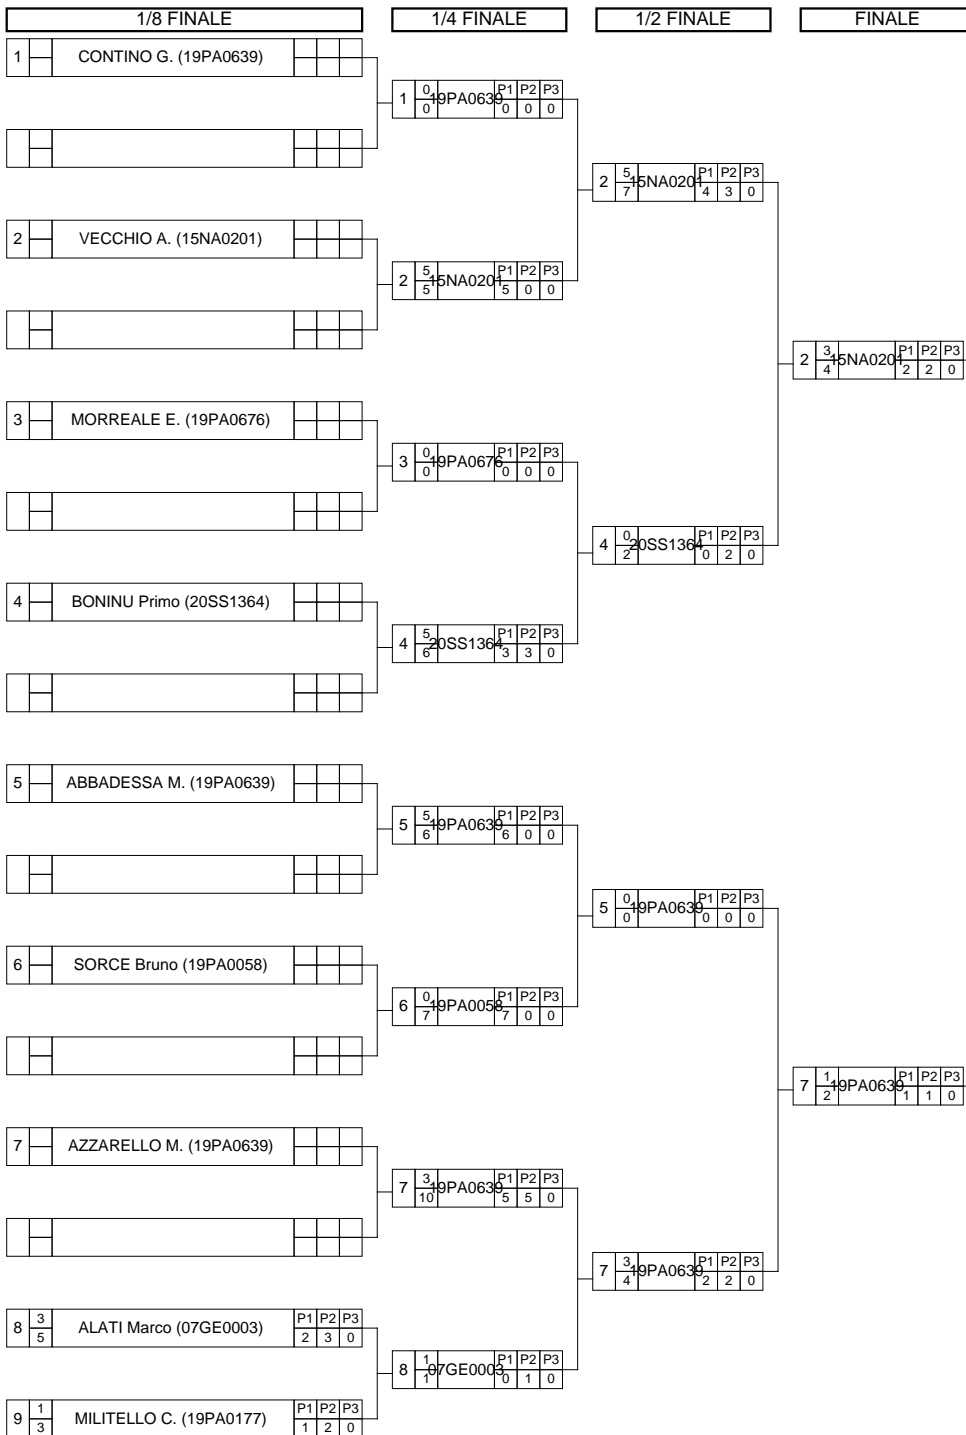 1/8 FINALE 1/4 FINALE 1/2 FINALE FINALE
1 CONTINO G. (19PA0639)
1 0 19PA0639 P1 P2 P3
0 0 0 0
2 5 15NA0201 P1 P2 P3
7 4 3 0
2 VECCHIO A. (15NA0201)
2 5 15NA0201 P1 P2 P3
5 5 0 0
2 3 15NA0201 P1 P2 P3
4 2 2 0
3 MORREALE E. (19PA0676)
3 0 19PA0676 P1 P2 P3
0 0 0 0
4 0 20SS1364 P1 P2 P3
2 0 2 0
4 BONINU Primo (20SS1364)
4 5 20SS1364 P1 P2 P3
6 3 3 0
5 ABBADESSA M. (19PA0639)
5 5 19PA0639 P1 P2 P3
6 6 0 0
5 0 19PA0639 P1 P2 P3
0 0 0 0
6 SORCE Bruno (19PA0058)
6 0 19PA0058 P1 P2 P3
7 7 0 0
7 1 19PA0639 P1 P2 P3
2 1 1 0
7 AZZARELLO M. (19PA0639)
7 3 19PA0639 P1 P2 P3
10 5 5 0
7 3 19PA0639 P1 P2 P3
4 2 2 0
8 3 ALATI Marco (07GE0003) P1 P2 P3
5 2 3 0
8 1 07GE0003 P1 P2 P3
1 0 1 0
9 1 MILITELLO C. (19PA0177) P1 P2 P3
3 1 2 0